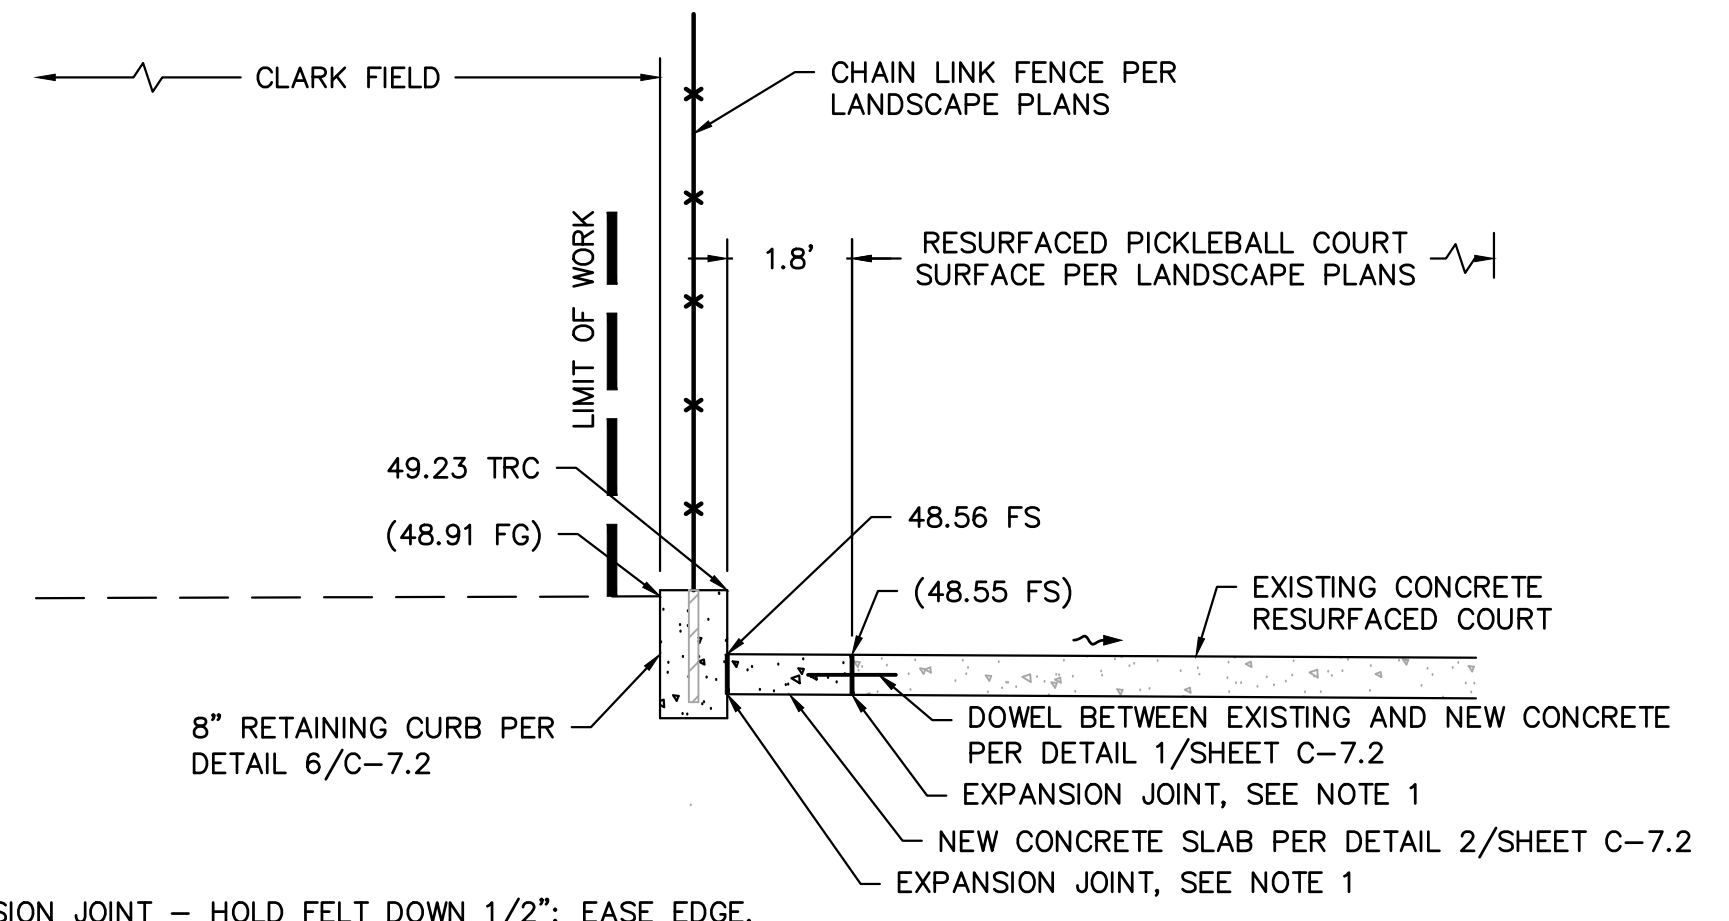 CLARK FIELD
CHAIN LINK FENCE PER
LANDSCAPE PLANS
LIMIT OF WORK
1.8'
RESURFACED PICKLEBALL COURT
SURFACE PER LANDSCAPE PLANS
49.23 TRC
(48.91 FG)
48.56 FS
(48.55 FS)
EXISTING CONCRETE
RESURFACED COURT
8" RETAINING CURB PER
DETAIL 6/C-7.2
DOWEL BETWEEN EXISTING AND NEW CONCRETE
PER DETAIL 1/SHEET C-7.2
EXPANSION JOINT, SEE NOTE 1
NEW CONCRETE SLAB PER DETAIL 2/SHEET C-7.2
EXPANSION JOINT, SEE NOTE 1
SION JOINT – HOLD FELT DOWN 1/2"; EASE EDGE.